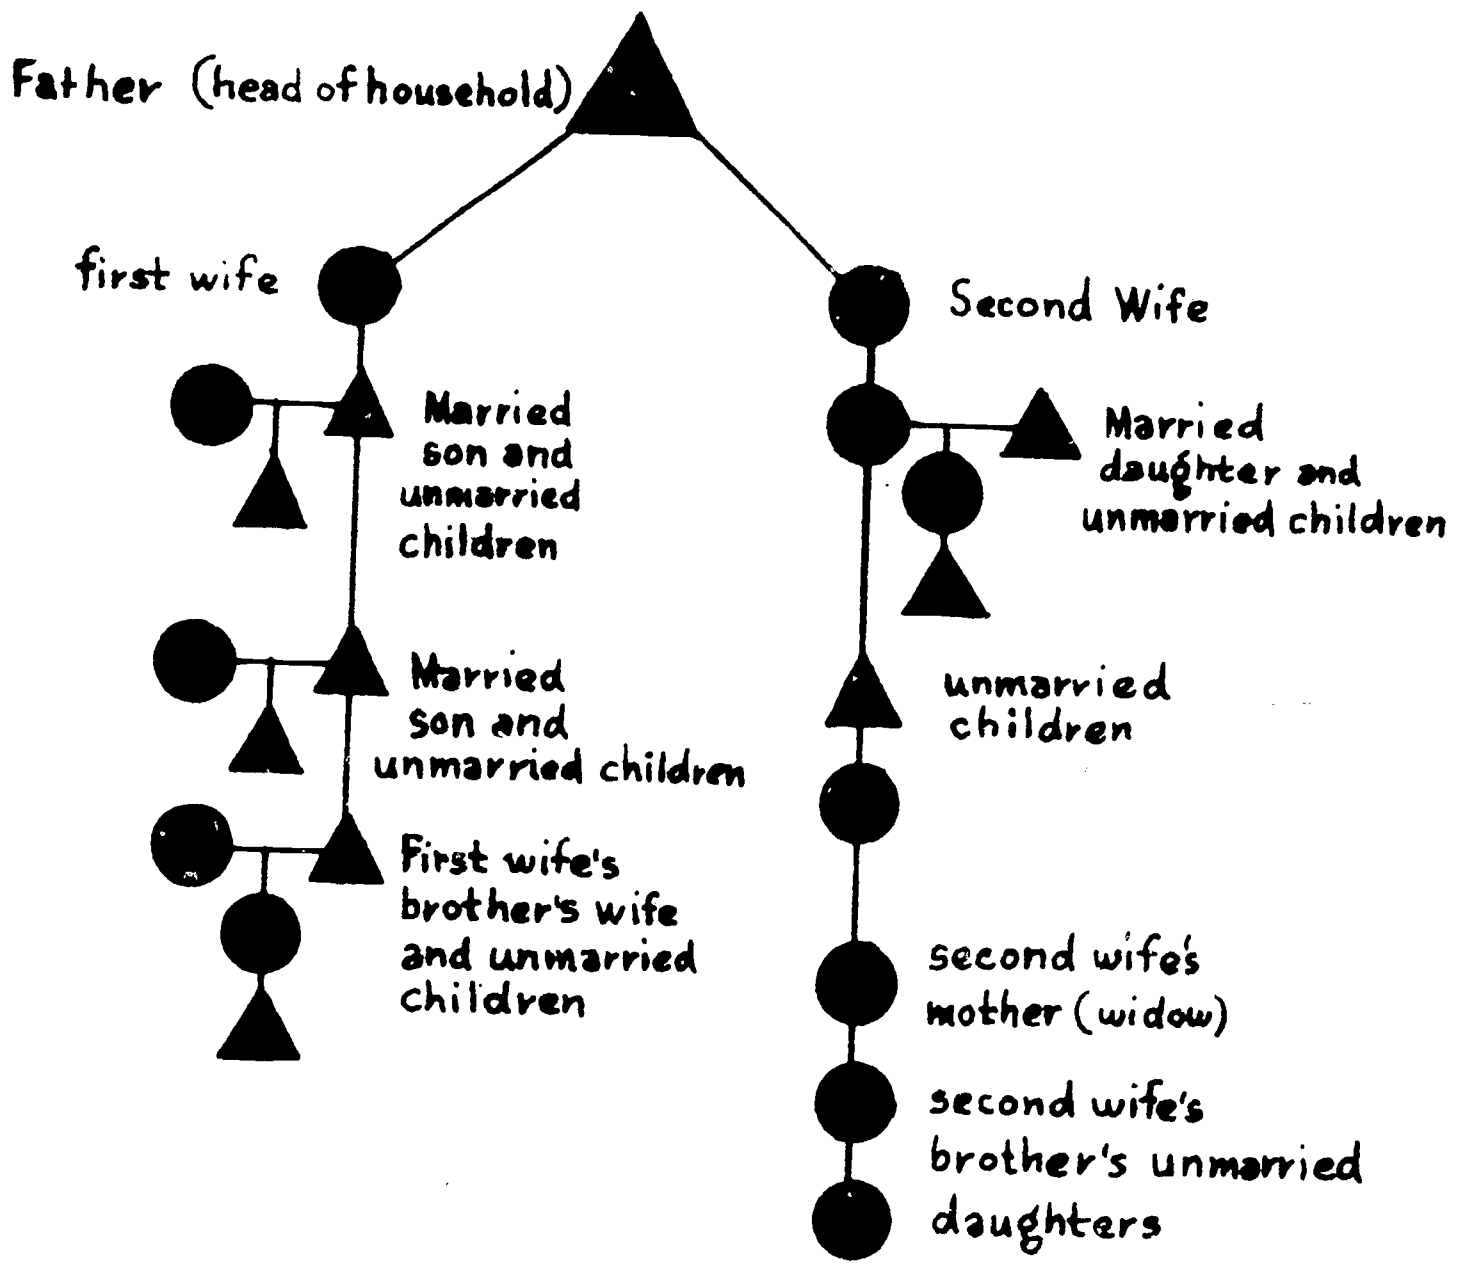 Father (head of household)
first wife
Second Wife
Married
son and
unmarried
children
Married
daughter and
unmarried children
Married
son and
unmarried children
unmarried
children
First wife's
brother's wife
and unmarried
children
second wife's
mother (widow)
second wife's
brother's unmarried
daughters